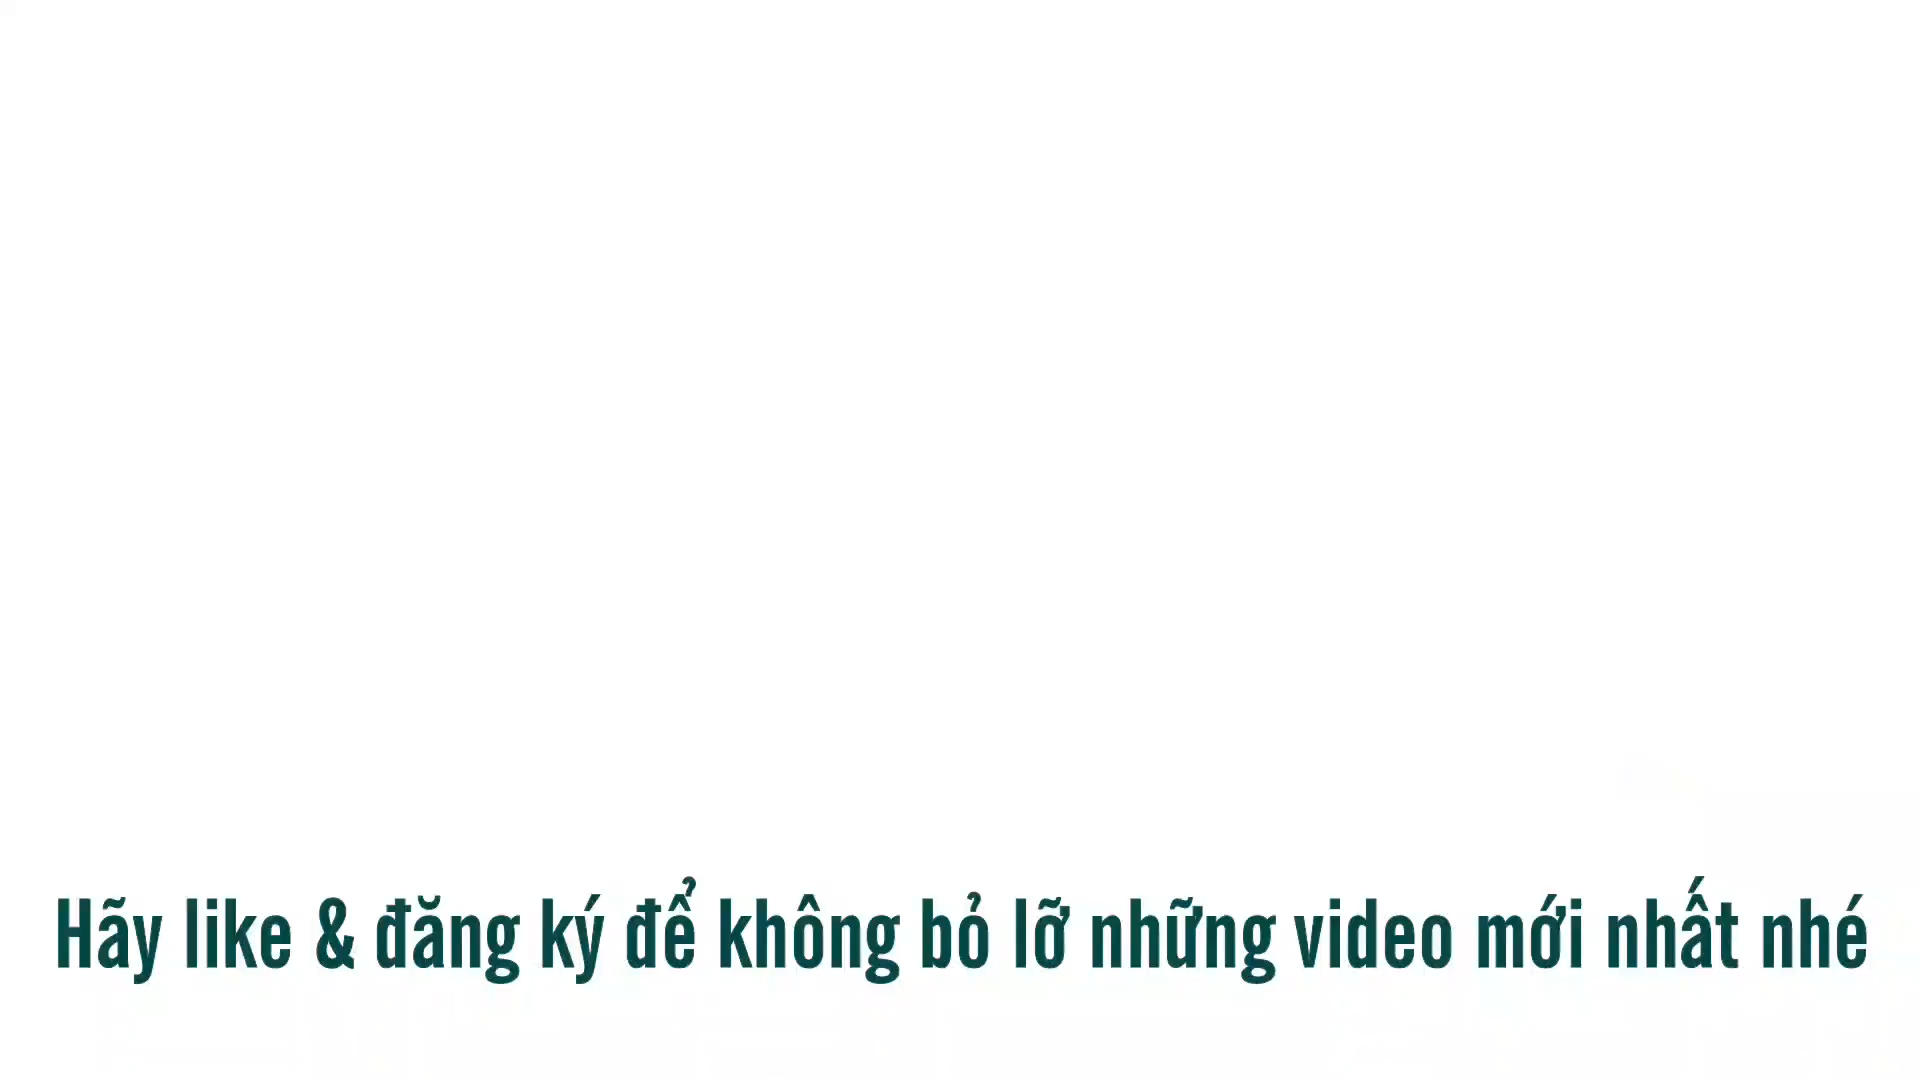 Hãy like & đăng ký để không bỏ lỡ những video mới nhất nhé